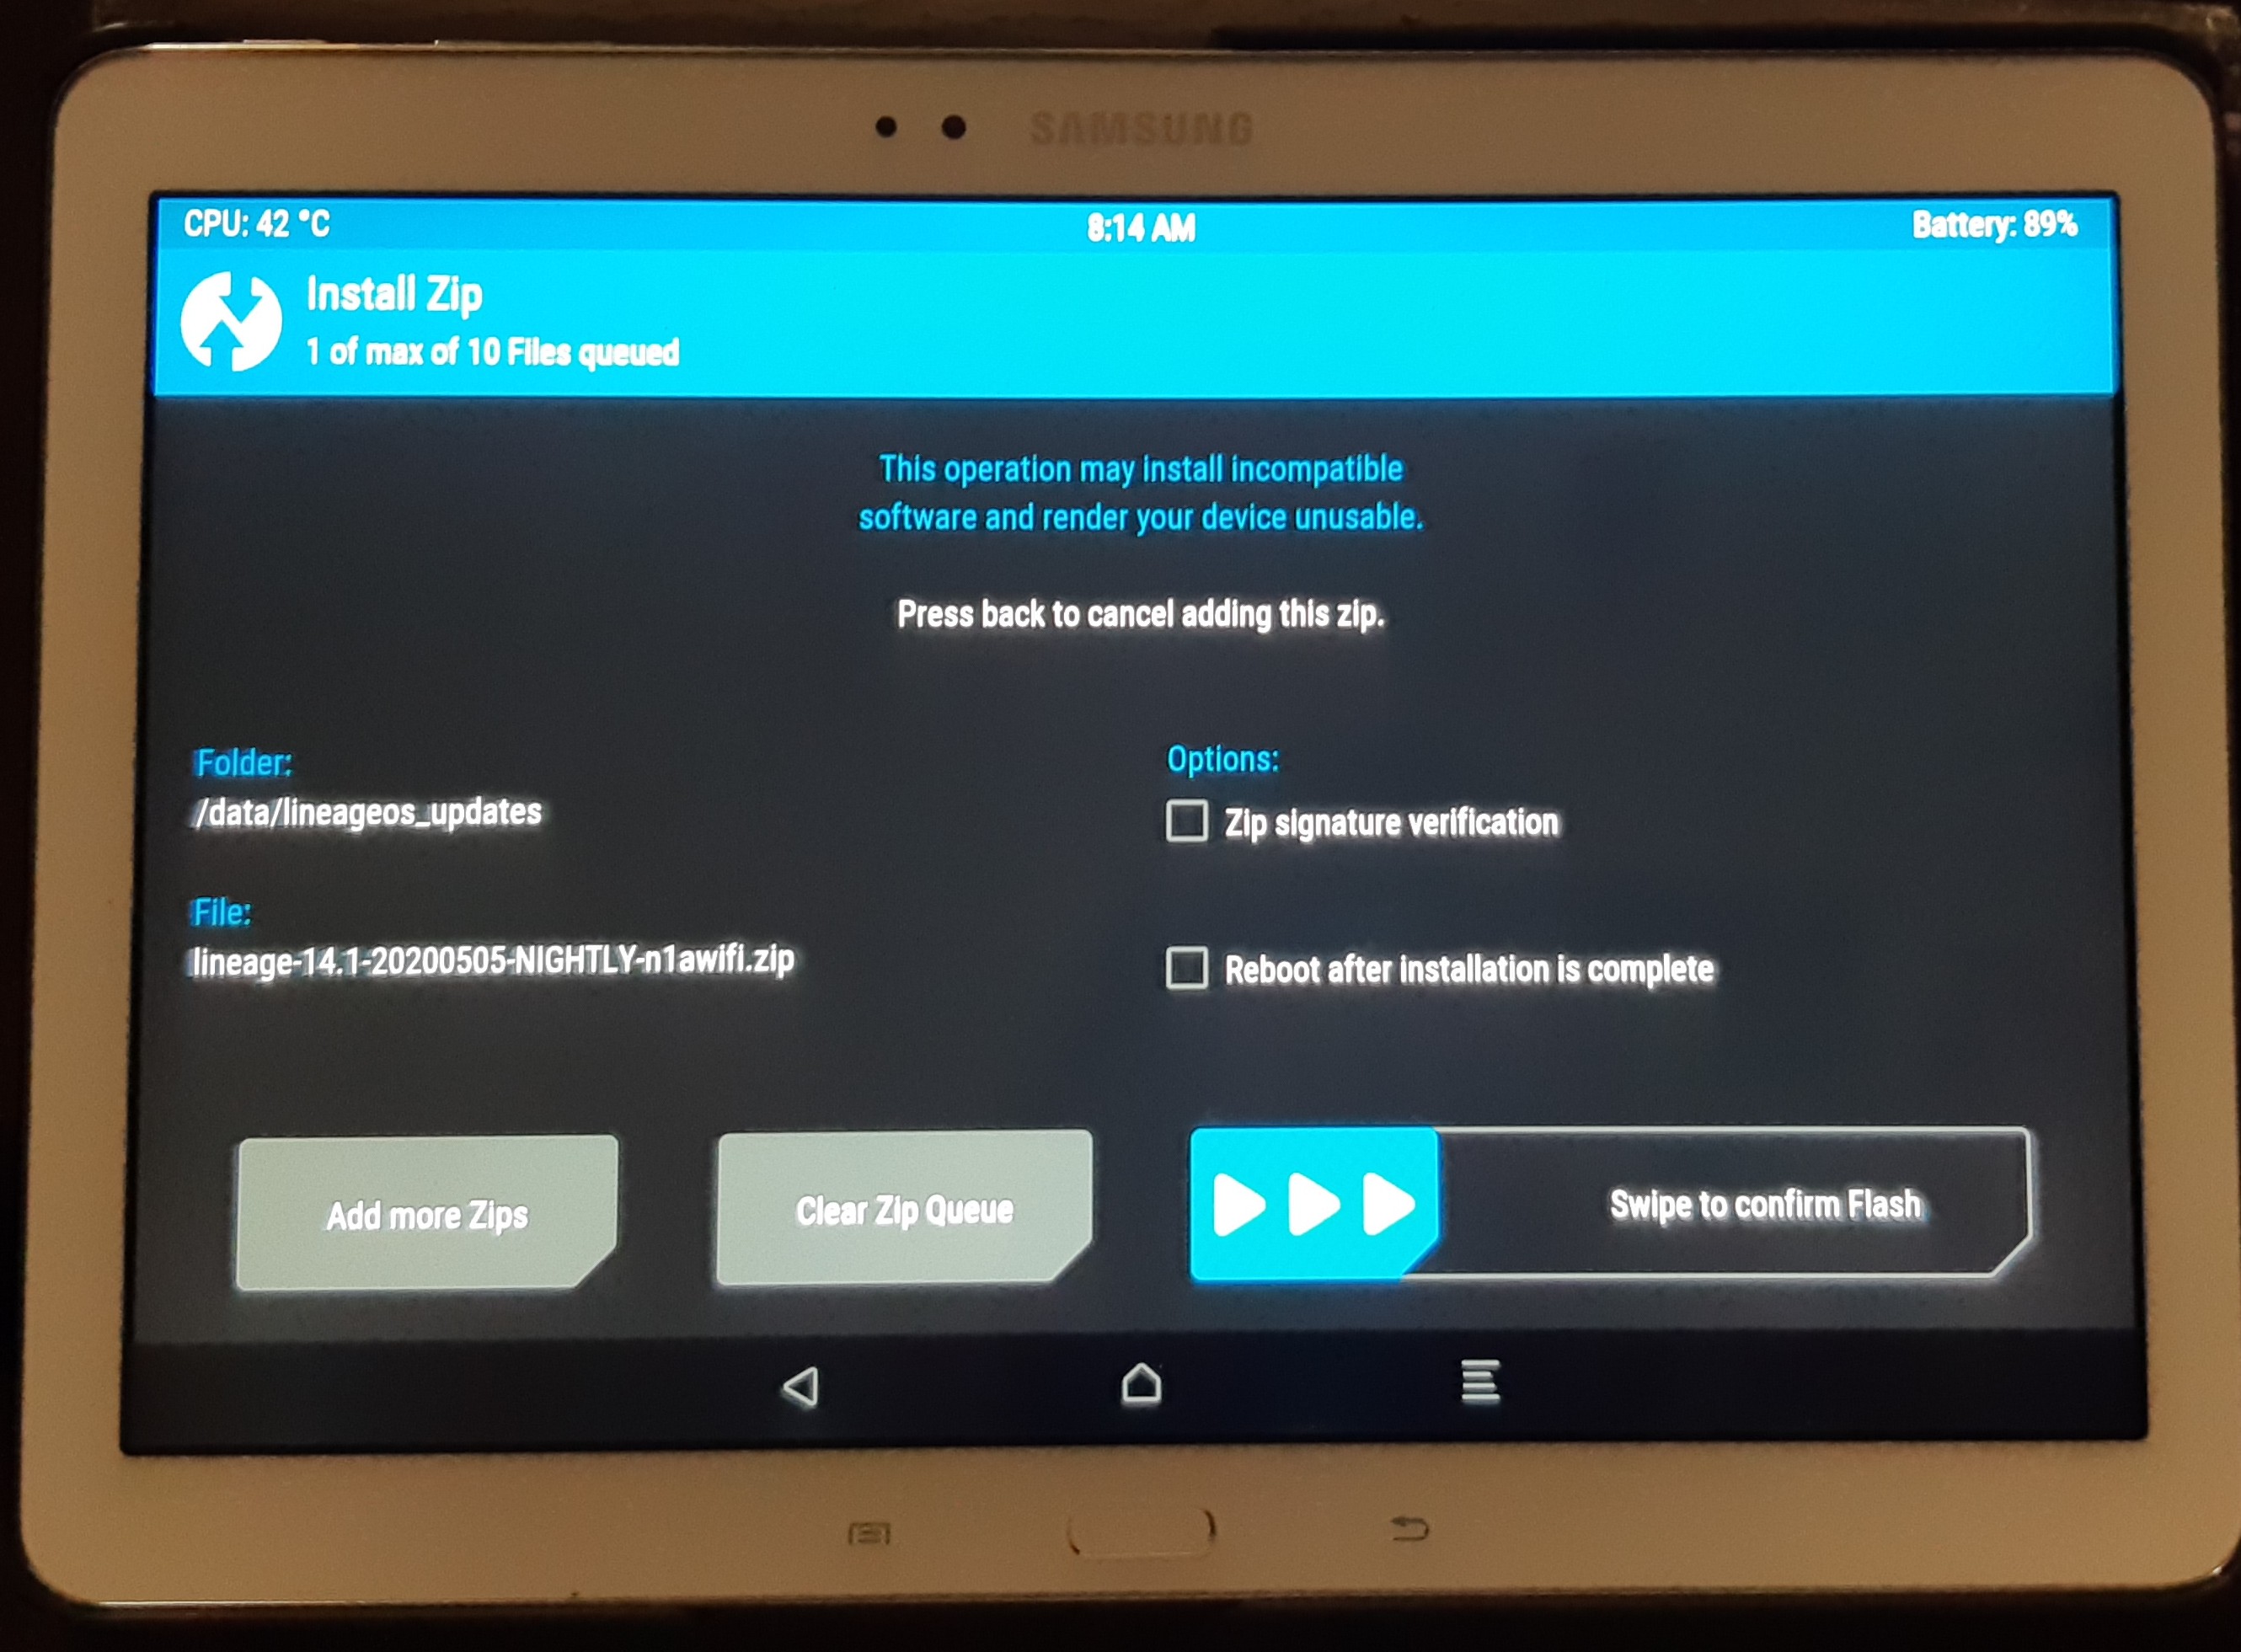 SAMSUNG
CPU: 42 °C
8:14 AM
Battery: 89%
Install Zip
1 of max of 10 Files queued
This operation may install incompatible
software and render your device unusable.
Press back to cancel adding this zip.
Folder:
/data/lineageos_updates
File:
lineage-14.1-20200505-NIGHTLY-n1awifi.zip
Options:
Zip signature verification
Reboot after installation is complete
Add more Zips
Clear Zip Queue
Swipe to confirm Flash